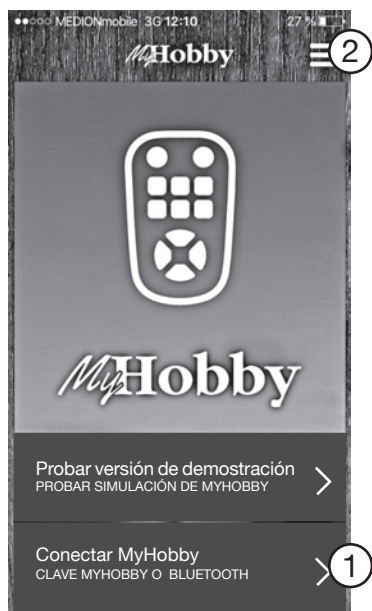 MEDIONmobile 3G 12:10 27 %
MyHobby
2
MyHobby
Probar versión de demostración
PROBAR SIMULACIÓN DE MYHOBBY
Conectar MyHobby
CLAVE MYHOBBY O BLUETOOTH
1